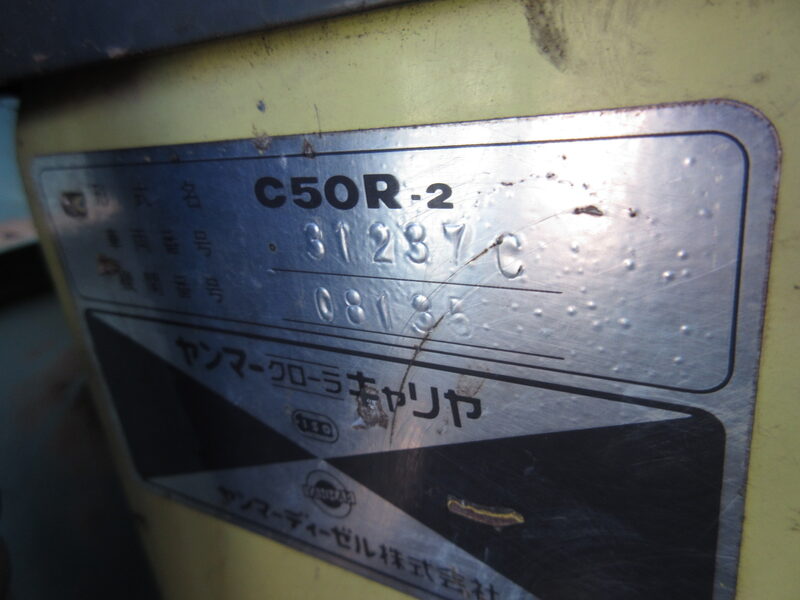 型式名 C50R-2
車両番号 31237C
機関番号 08135
ヤンマークローラキャリヤ
YANMAR
ヤンマーディーゼル株式会社